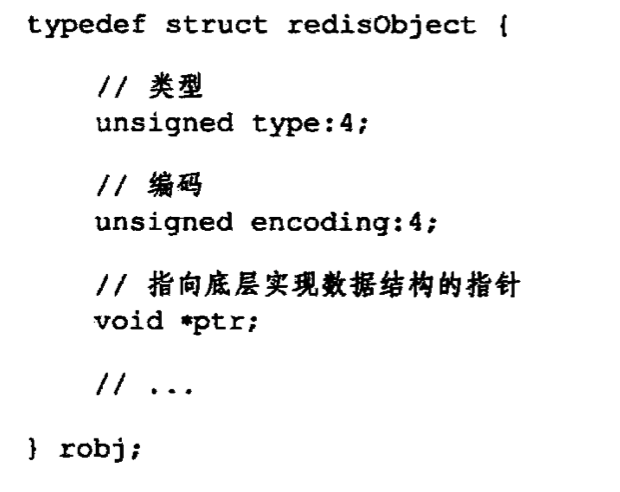 typedef struct redisObject {
// 类型
unsigned type:4;
// 编码
unsigned encoding:4;
// 指向底层实现数据结构的指针
void *ptr;
// ...
} robj;